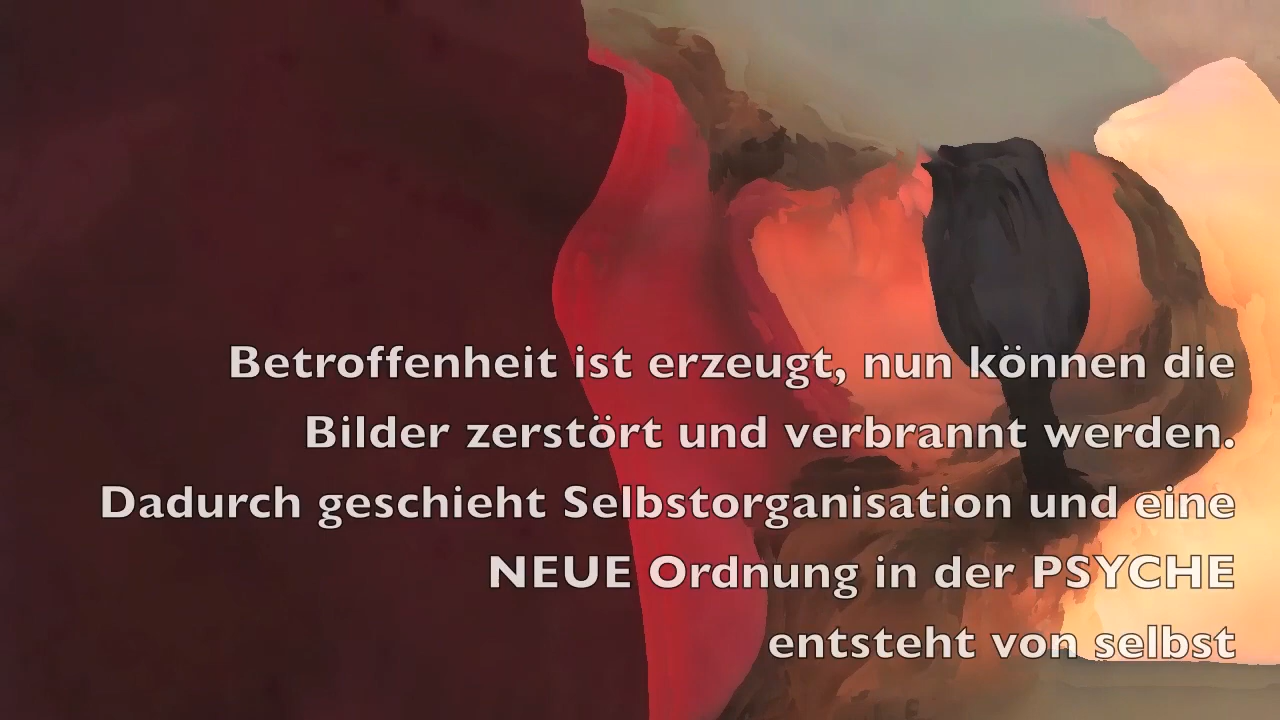 Betroffenheit ist erzeugt, nun können die
Bilder zerstört und verbrannt werden.
Dadurch geschieht Selbstorganisation und eine
NEUE Ordnung in der PSYCHE
entsteht von selbst